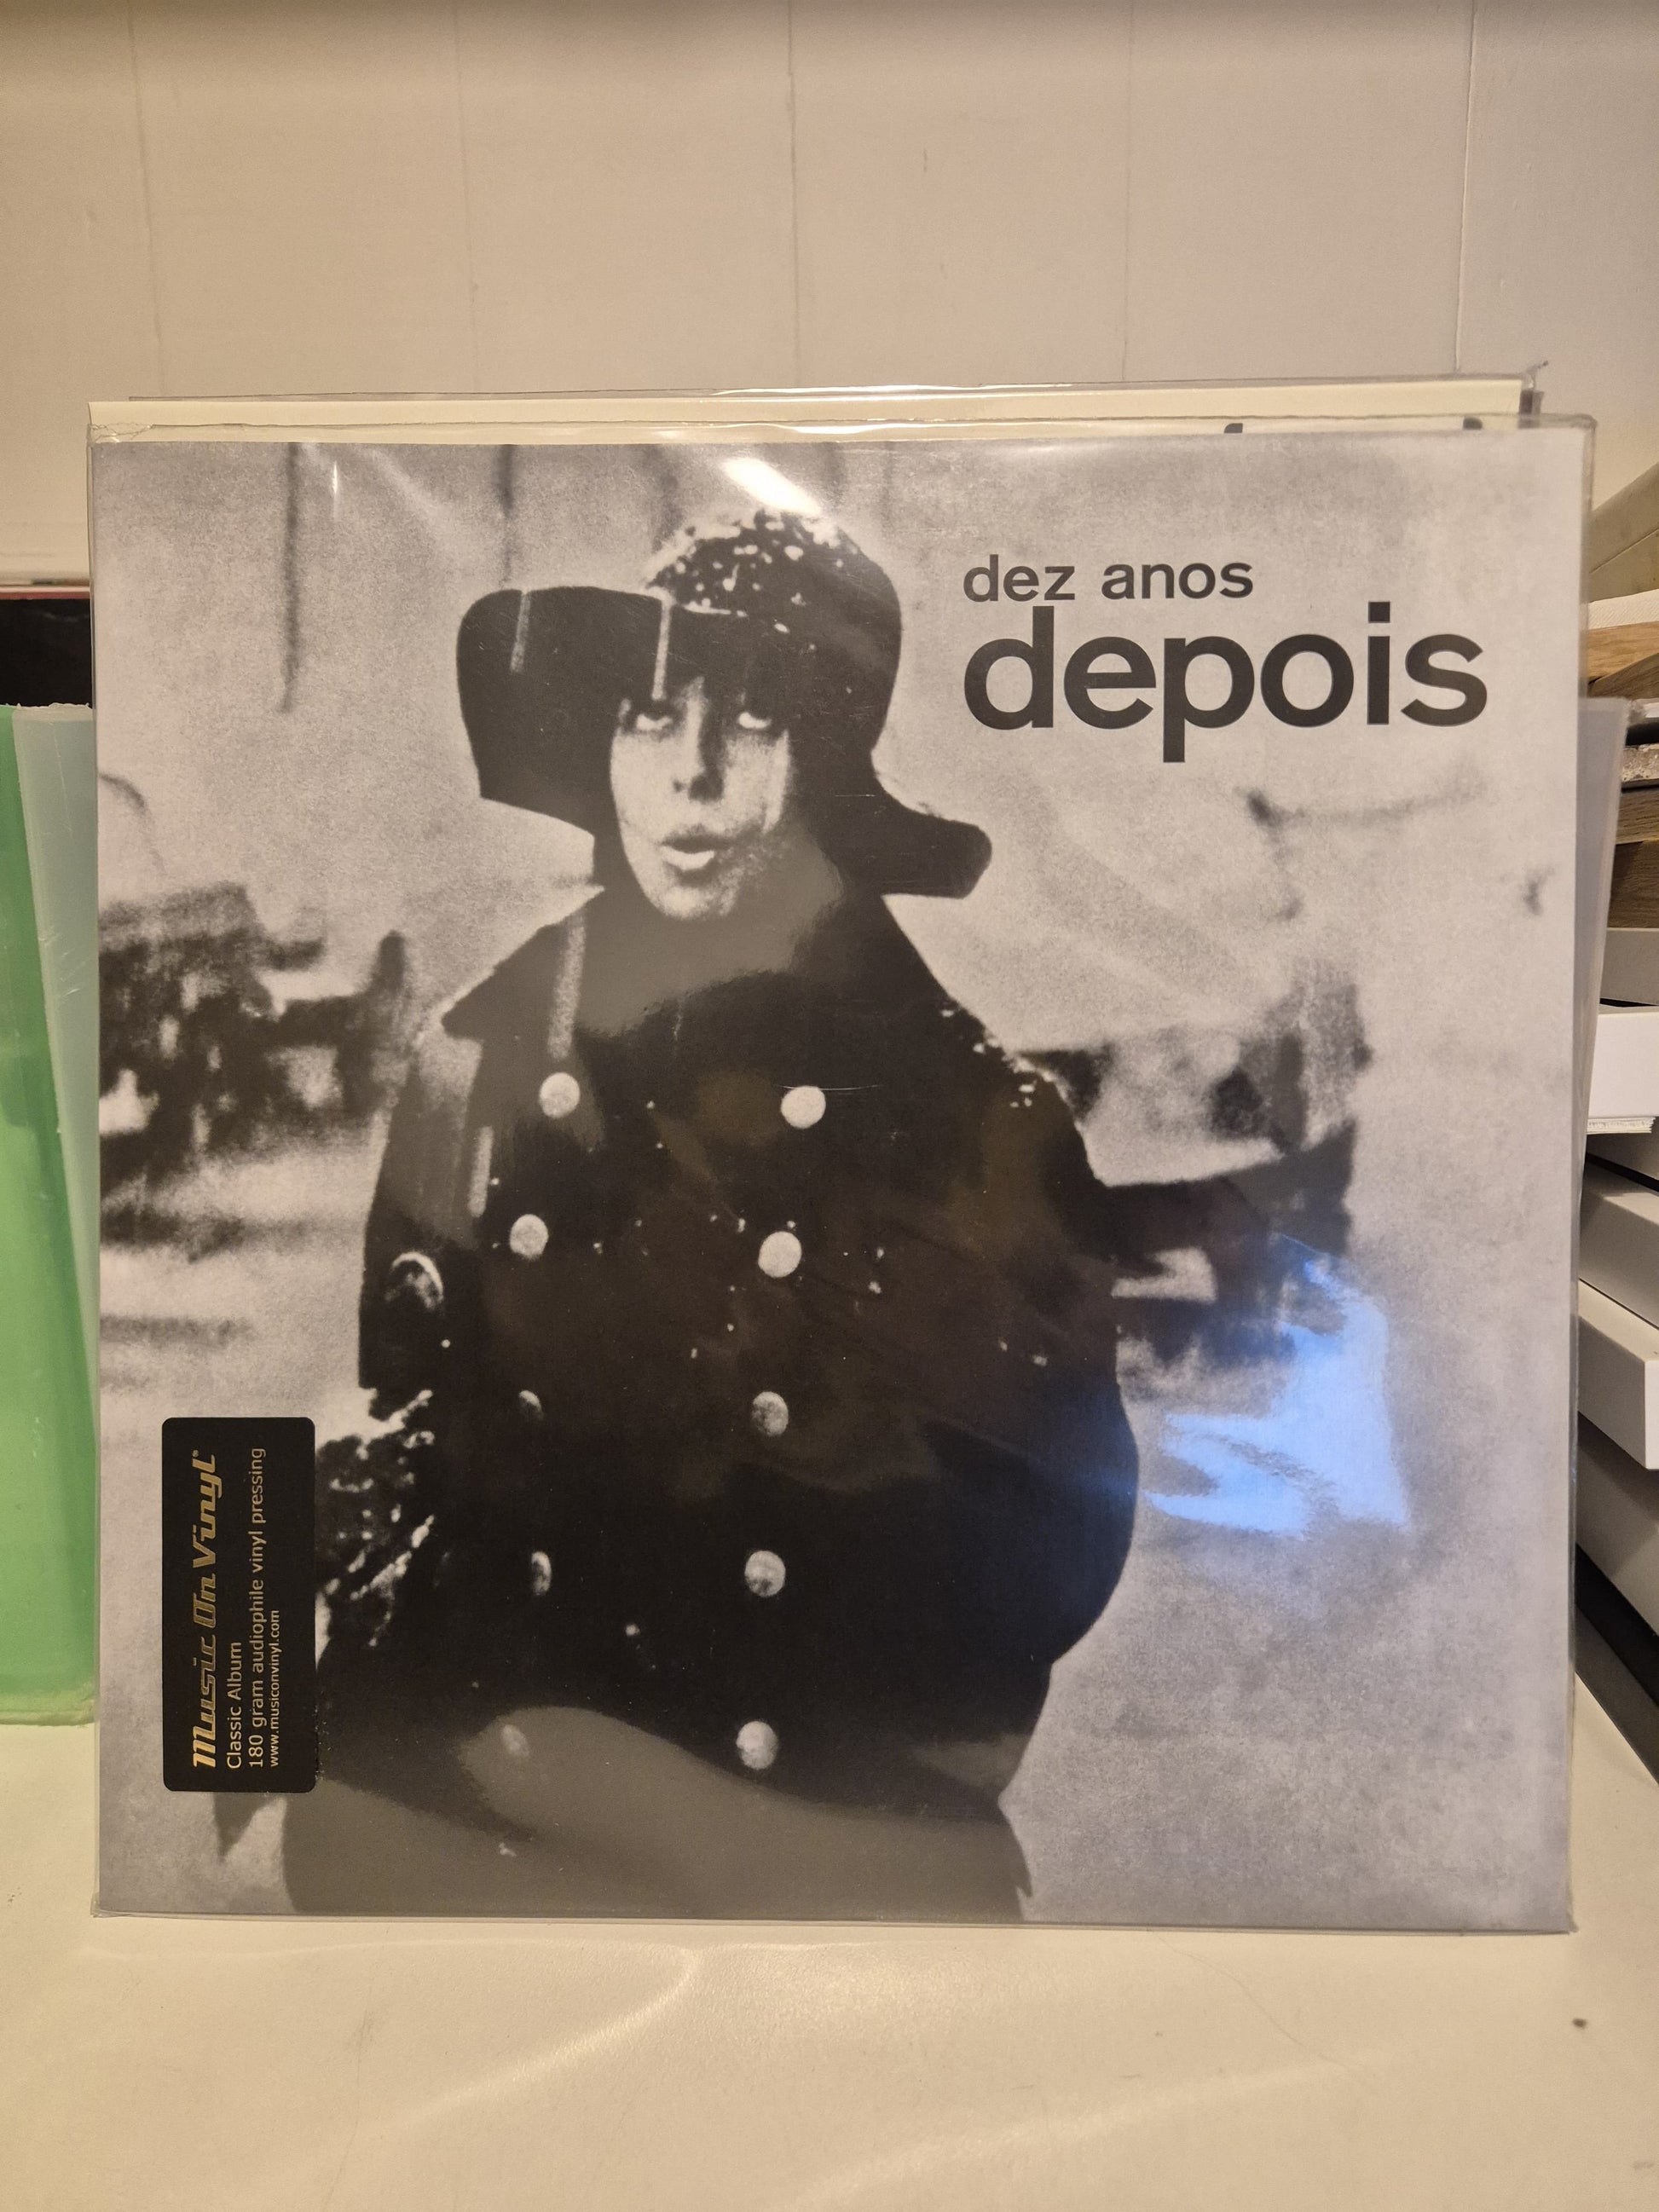 dez anos
depois
Music On Vinyl®
Classic Album
180 gram audiophile vinyl pressing
www.musiconvinyl.com